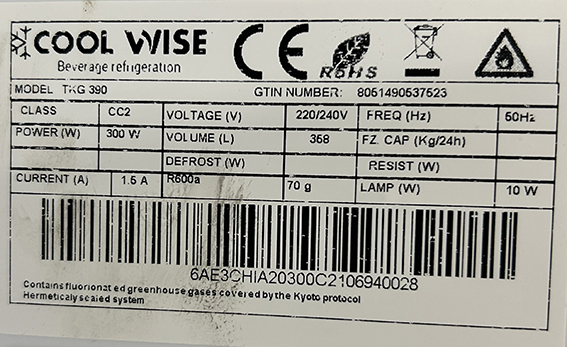 COOL WISE
Beverage refrigeration
CE
RoHS
MODEL TKG 390 GTIN NUMBER: 8051490537523
CLASS CC2 VOLTAGE (V) 220/240V FREQ (Hz) 50Hz
POWER (W) 300 W VOLUME (L) 368 FZ. CAP (Kg/24h)
DEFROST (W) RESIST (W)
CURRENT (A) 1.5 A R600a 70 g LAMP (W) 10 W
6AE3CHIA20300C2106940028
Contains fluorionated greenhouse gases covered by the Kyoto protocol
Hermeticaly scaled system